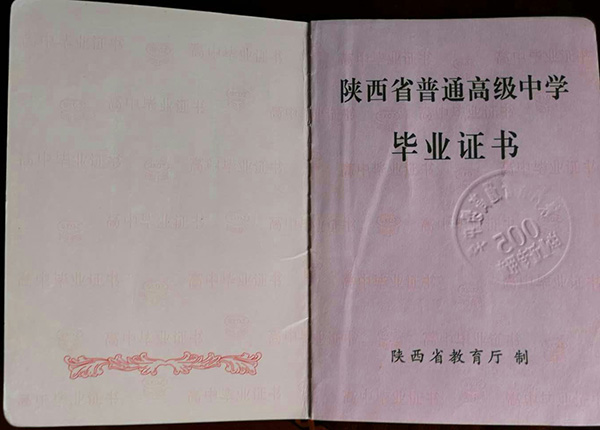 陕西省普通高级中学
毕业证书
陕西省教育厅 制